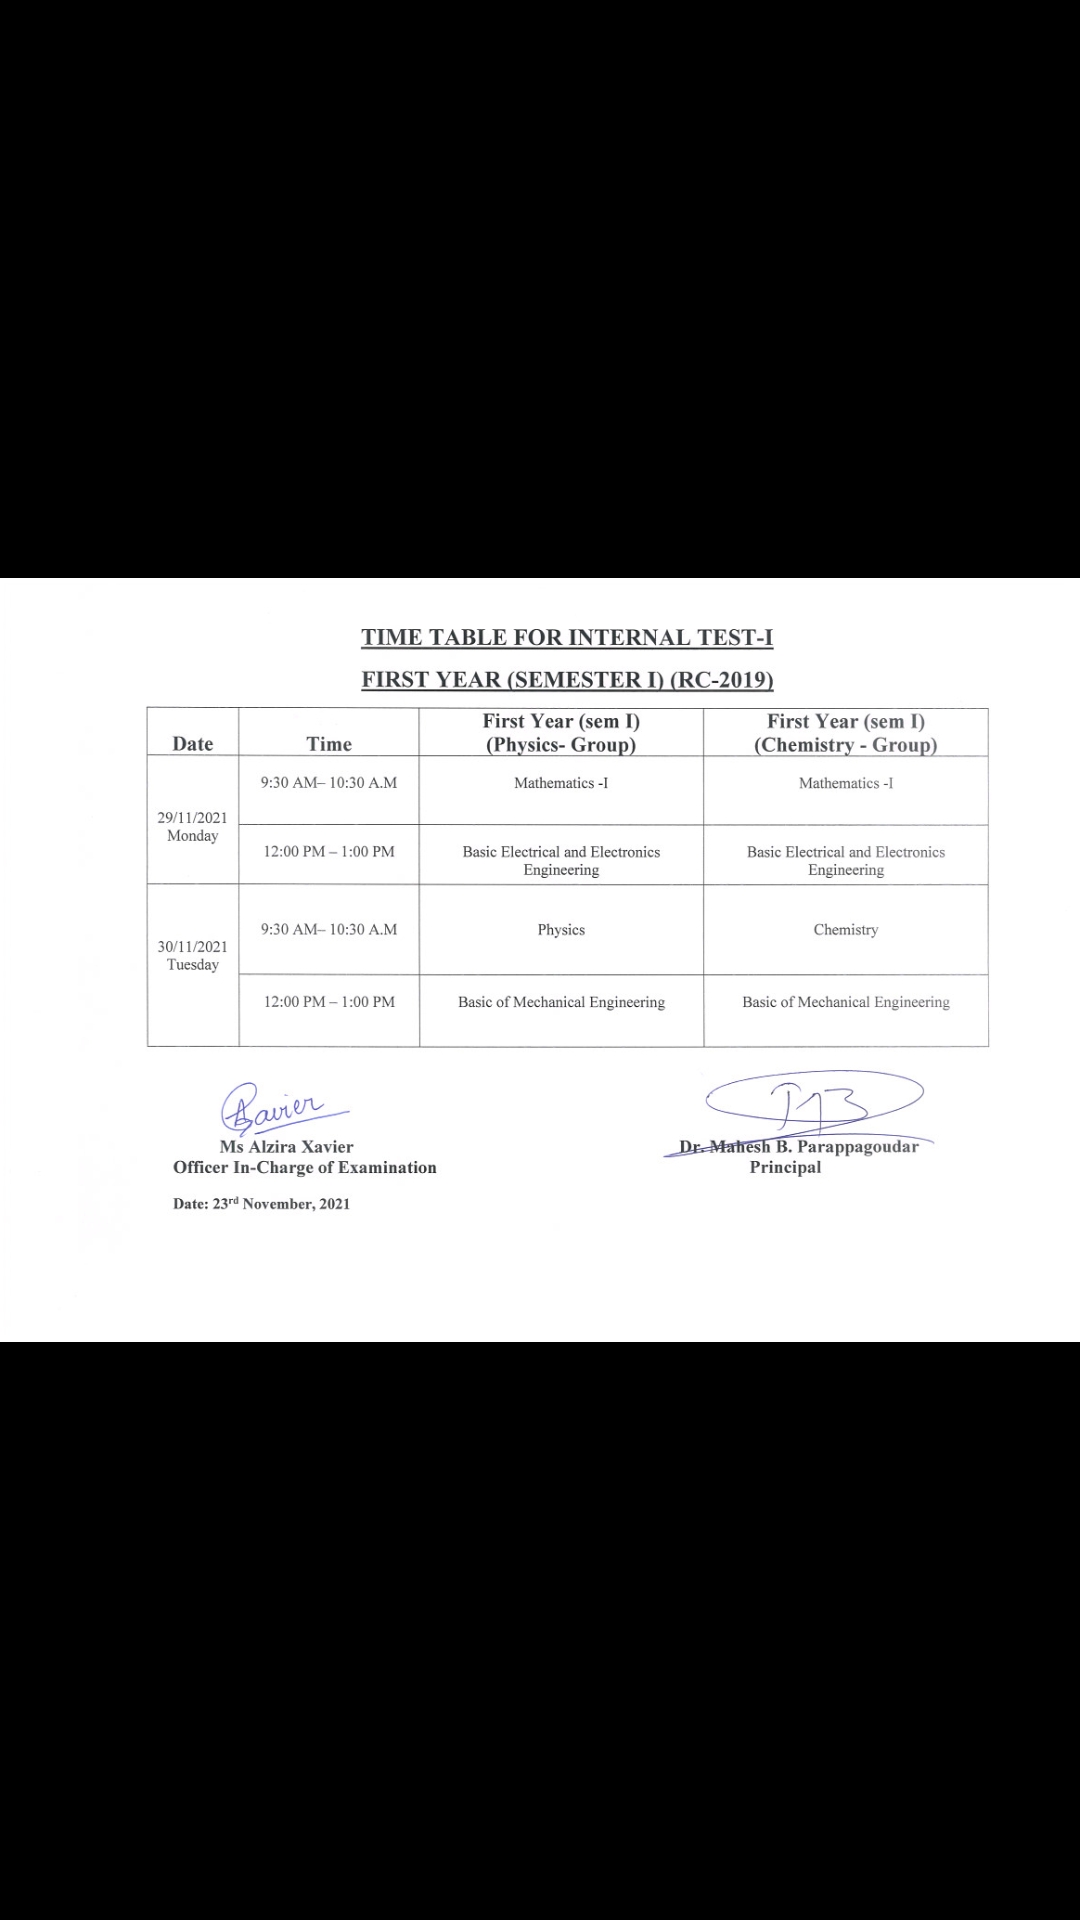 TIME TABLE FOR INTERNAL TEST-I
FIRST YEAR (SEMESTER I) (RC-2019)
Date Time First Year (sem I) (Physics- Group) First Year (sem I) (Chemistry - Group)
29/11/2021 Monday
9:30 AM– 10:30 A.M Mathematics -I Mathematics -I
12:00 PM – 1:00 PM Basic Electrical and Electronics Engineering Basic Electrical and Electronics Engineering
30/11/2021 Tuesday
9:30 AM– 10:30 A.M Physics Chemistry
12:00 PM – 1:00 PM Basic of Mechanical Engineering Basic of Mechanical Engineering
Xavier
Ms Alzira Xavier
Officer In-Charge of Examination
Date: 23rd November, 2021
Dr. Mahesh B. Parappagoudar
Principal